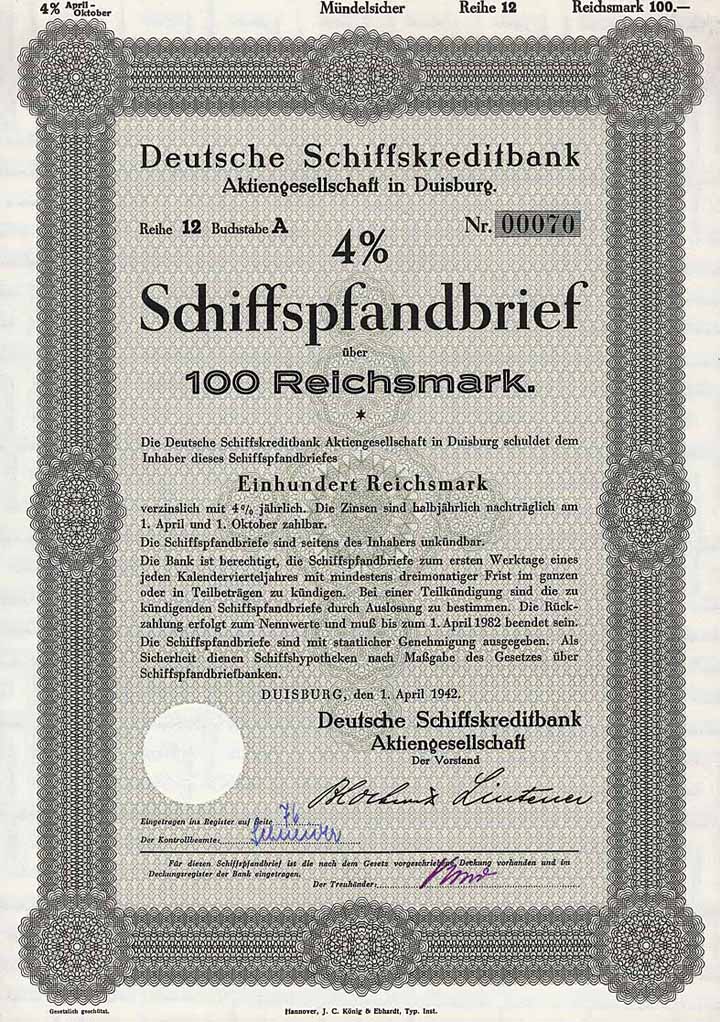 4% April - Oktober Mündelsicher Reihe 12 Reichsmark 100.—
Deutsche Schiffskreditbank
Aktiengesellschaft in Duisburg.
Reihe 12 Buchstabe A Nr. 00070
4%
Schiffspfandbrief
über
100 Reichsmark.
Die Deutsche Schiffskreditbank Aktiengesellschaft in Duisburg schuldet dem
Inhaber dieses Schiffspfandbriefes
Einhundert Reichsmark
verzinslich mit 4% jährlich. Die Zinsen sind halbjährlich nachträglich am
1. April und 1. Oktober zahlbar.
Die Schiffspfandbriefe sind seitens des Inhabers unkündbar.
Die Bank ist berechtigt, die Schiffspfandbriefe zum ersten Werktage eines
jeden Kalendervierteljahres mit mindestens dreimonatiger Frist im ganzen
oder in Teilbeträgen zu kündigen. Bei einer Teilkündigung sind die zu
kündigenden Schiffspfandbriefe durch Auslosung zu bestimmen. Die Rück-
zahlung erfolgt zum Nennwerte und muß bis zum 1. April 1982 beendet sein.
Die Schiffspfandbriefe sind mit staatlicher Genehmigung ausgegeben. Als
Sicherheit dienen Schiffshypotheken nach Maßgabe des Gesetzes über
Schiffspfandbriefbanken.
DUISBURG, den 1. April 1942.
Deutsche Schiffskreditbank
Aktiengesellschaft
Der Vorstand
Lintener
Eingetragen ins Register auf Seite 76
Der Kontrollbeamte:
Für diesen Schiffspfandbrief ist die nach dem Gesetz vorgeschriebene Deckung vorhanden und im
Deckungsregister der Bank eingetragen.
Der Treuhänder:
Gesetzlich geschützt. Hannover, J. C. König & Ebhardt, Typ. Inst.